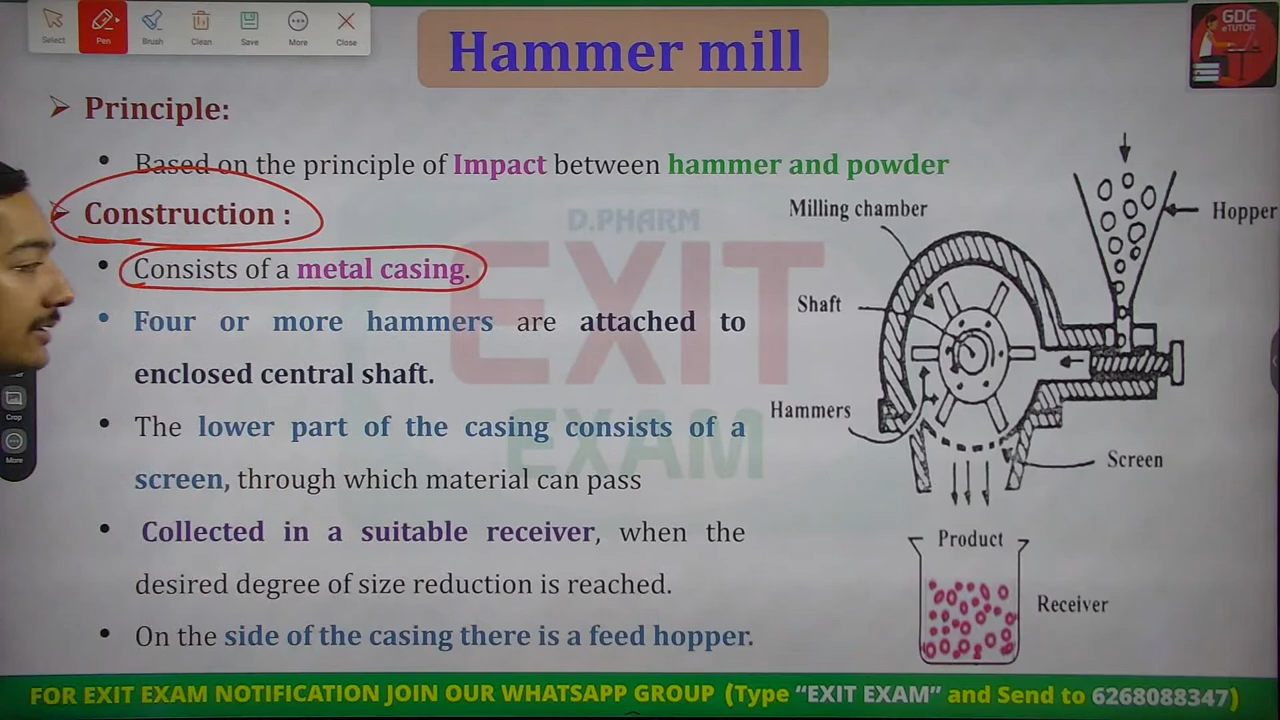 Select Pen Brush Clean Save More Close
Hammer mill
GDC
eTUTOR
➤ Principle:
• Based on the principle of Impact between hammer and powder
➤ Construction :
• Consists of a metal casing.
• Four or more hammers are attached to
enclosed central shaft.
• The lower part of the casing consists of a
screen, through which material can pass
• Collected in a suitable receiver, when the
desired degree of size reduction is reached.
• On the side of the casing there is a feed hopper.
D.PHARM
EXIT
EXAM
Milling chamber
Hopper
Shaft
Hammers
Screen
Product
Receiver
Crop
More
FOR EXIT EXAM NOTIFICATION JOIN OUR WHATSAPP GROUP (Type “EXIT EXAM” and Send to 6268088347)